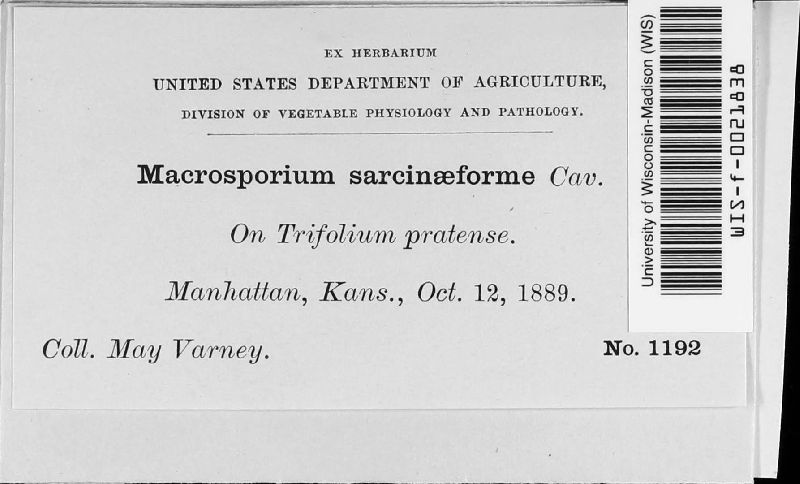 EX HERBARIUM
UNITED STATES DEPARTMENT OF AGRICULTURE,
DIVISION OF VEGETABLE PHYSIOLOGY AND PATHOLOGY.
Macrosporium sarcinæforme Cav.
On Trifolium pratense.
Manhattan, Kans., Oct. 12, 1889.
Coll. May Varney.
No. 1192
University of Wisconsin-Madison (WIS)
WIS-f-0021838